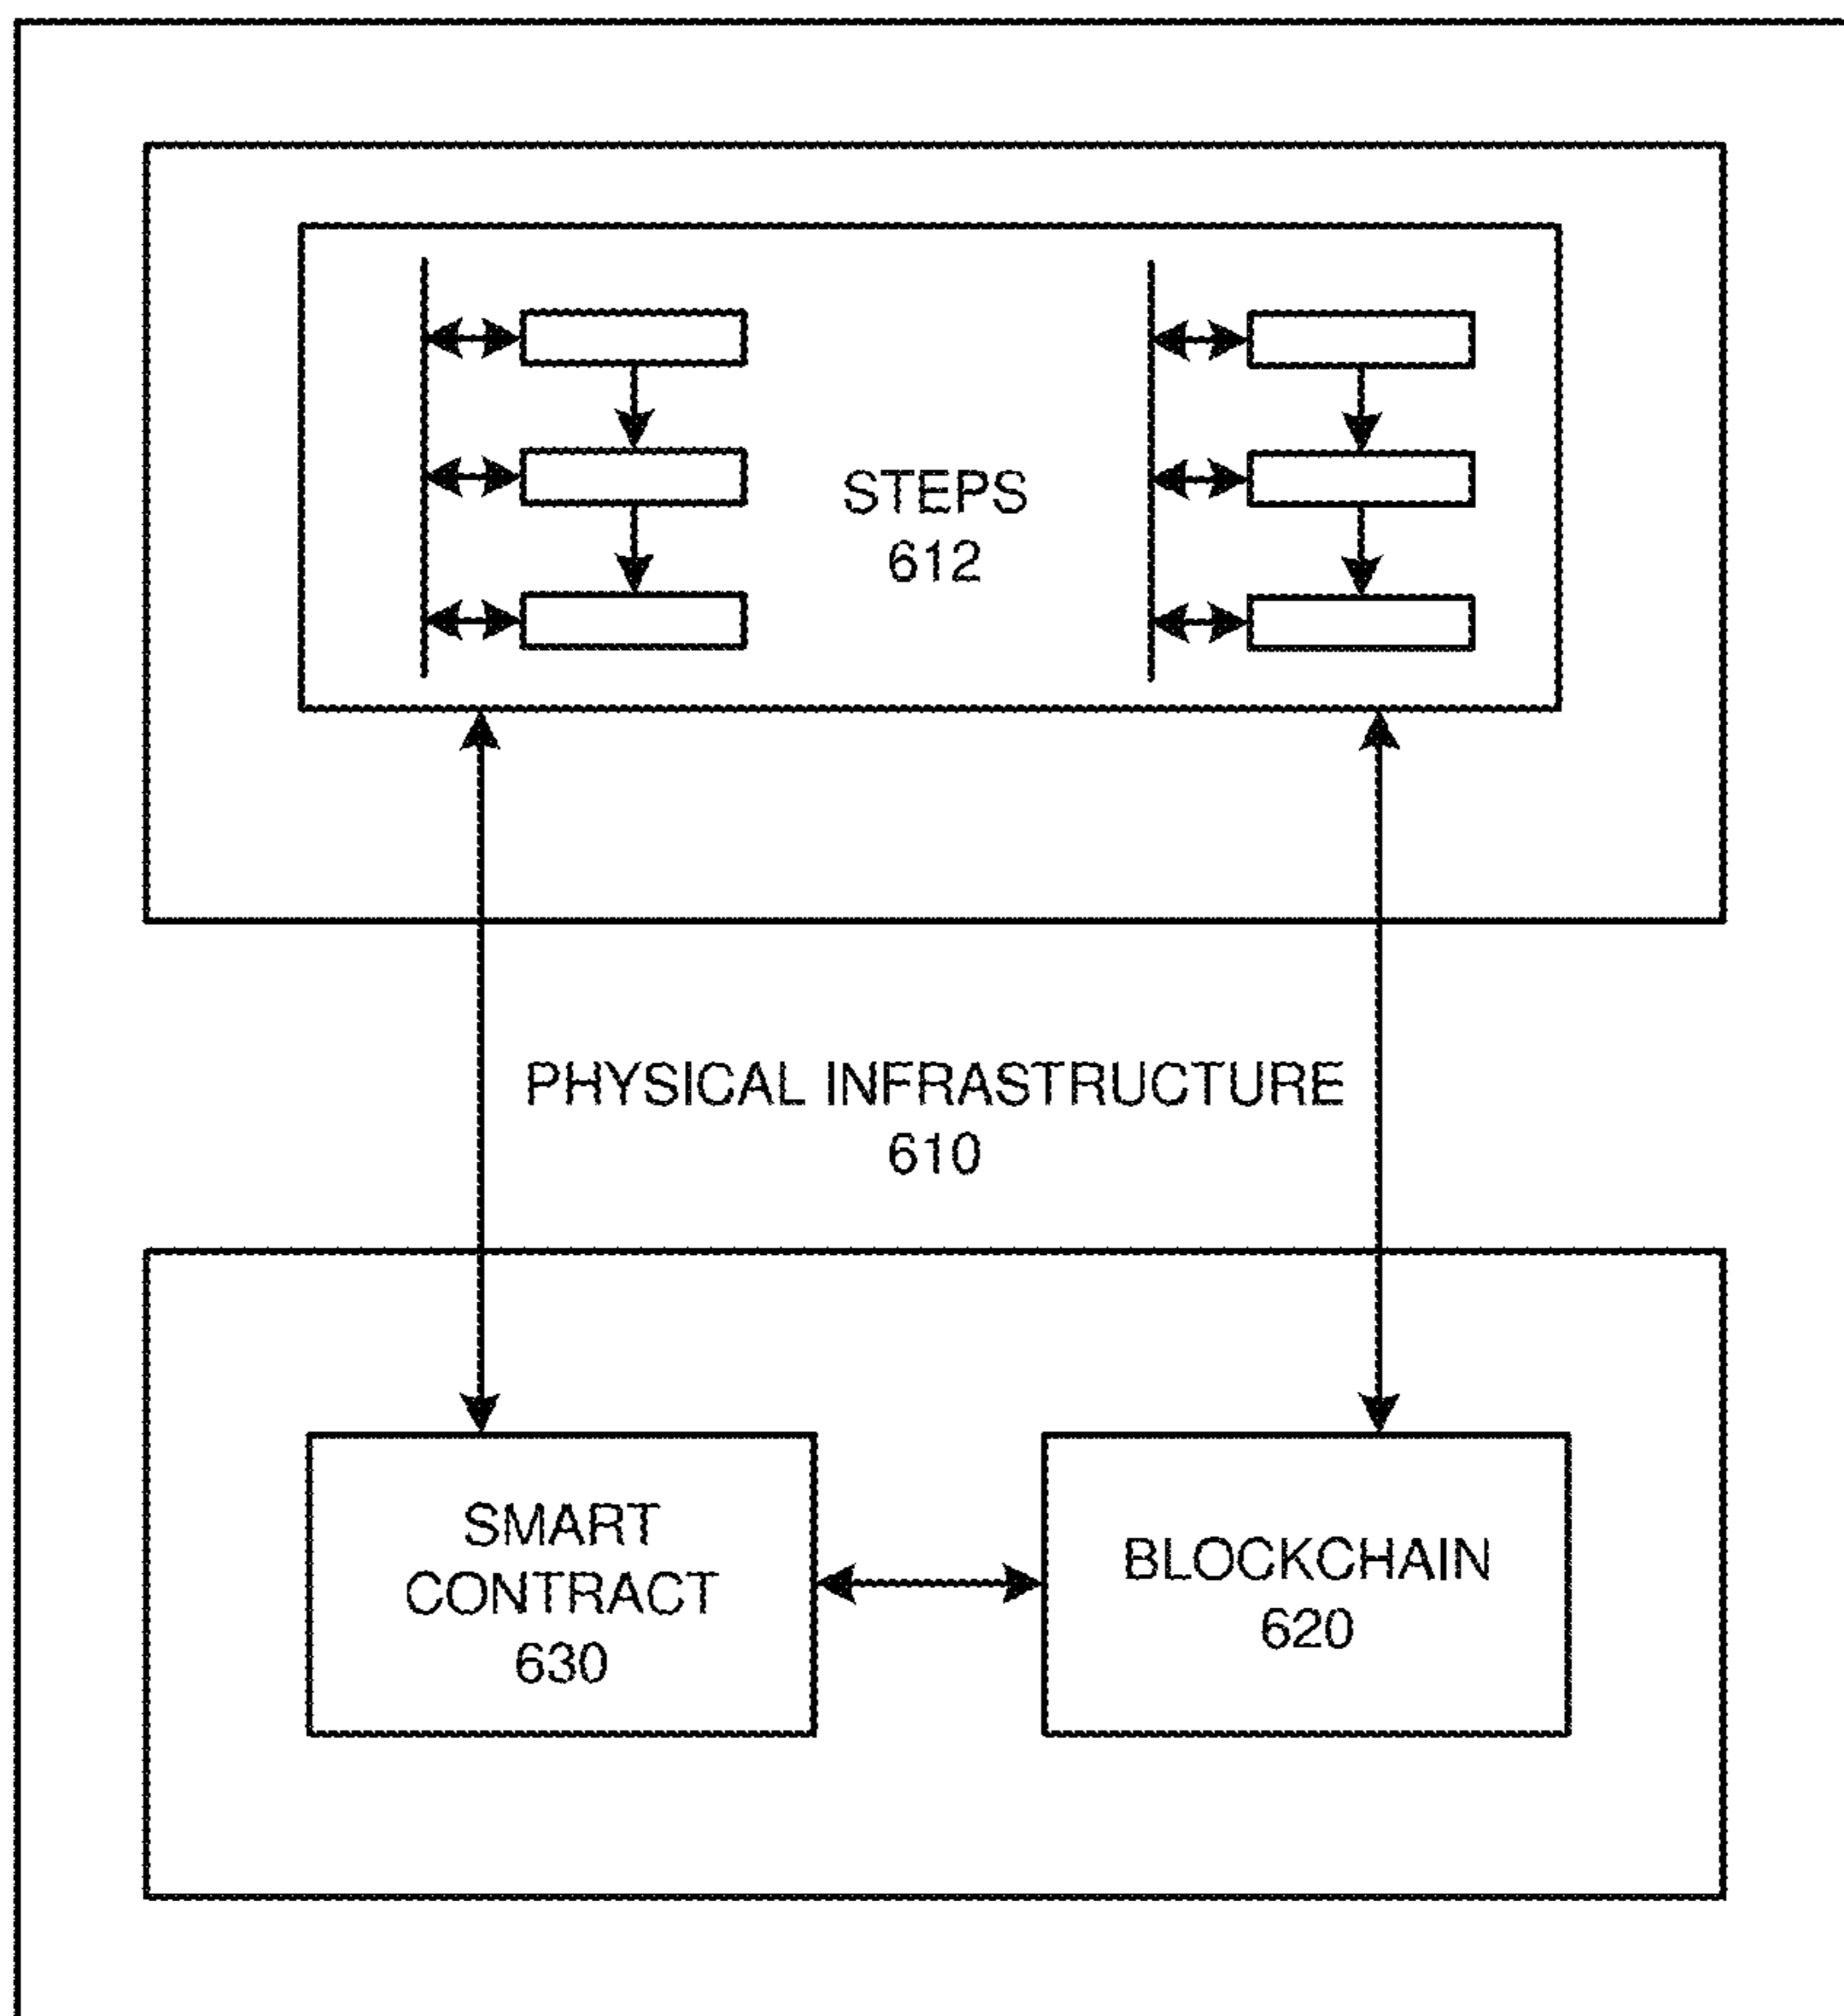 STEPS
612
PHYSICAL INFRASTRUCTURE
610
SMART
CONTRACT
630
BLOCKCHAIN
620